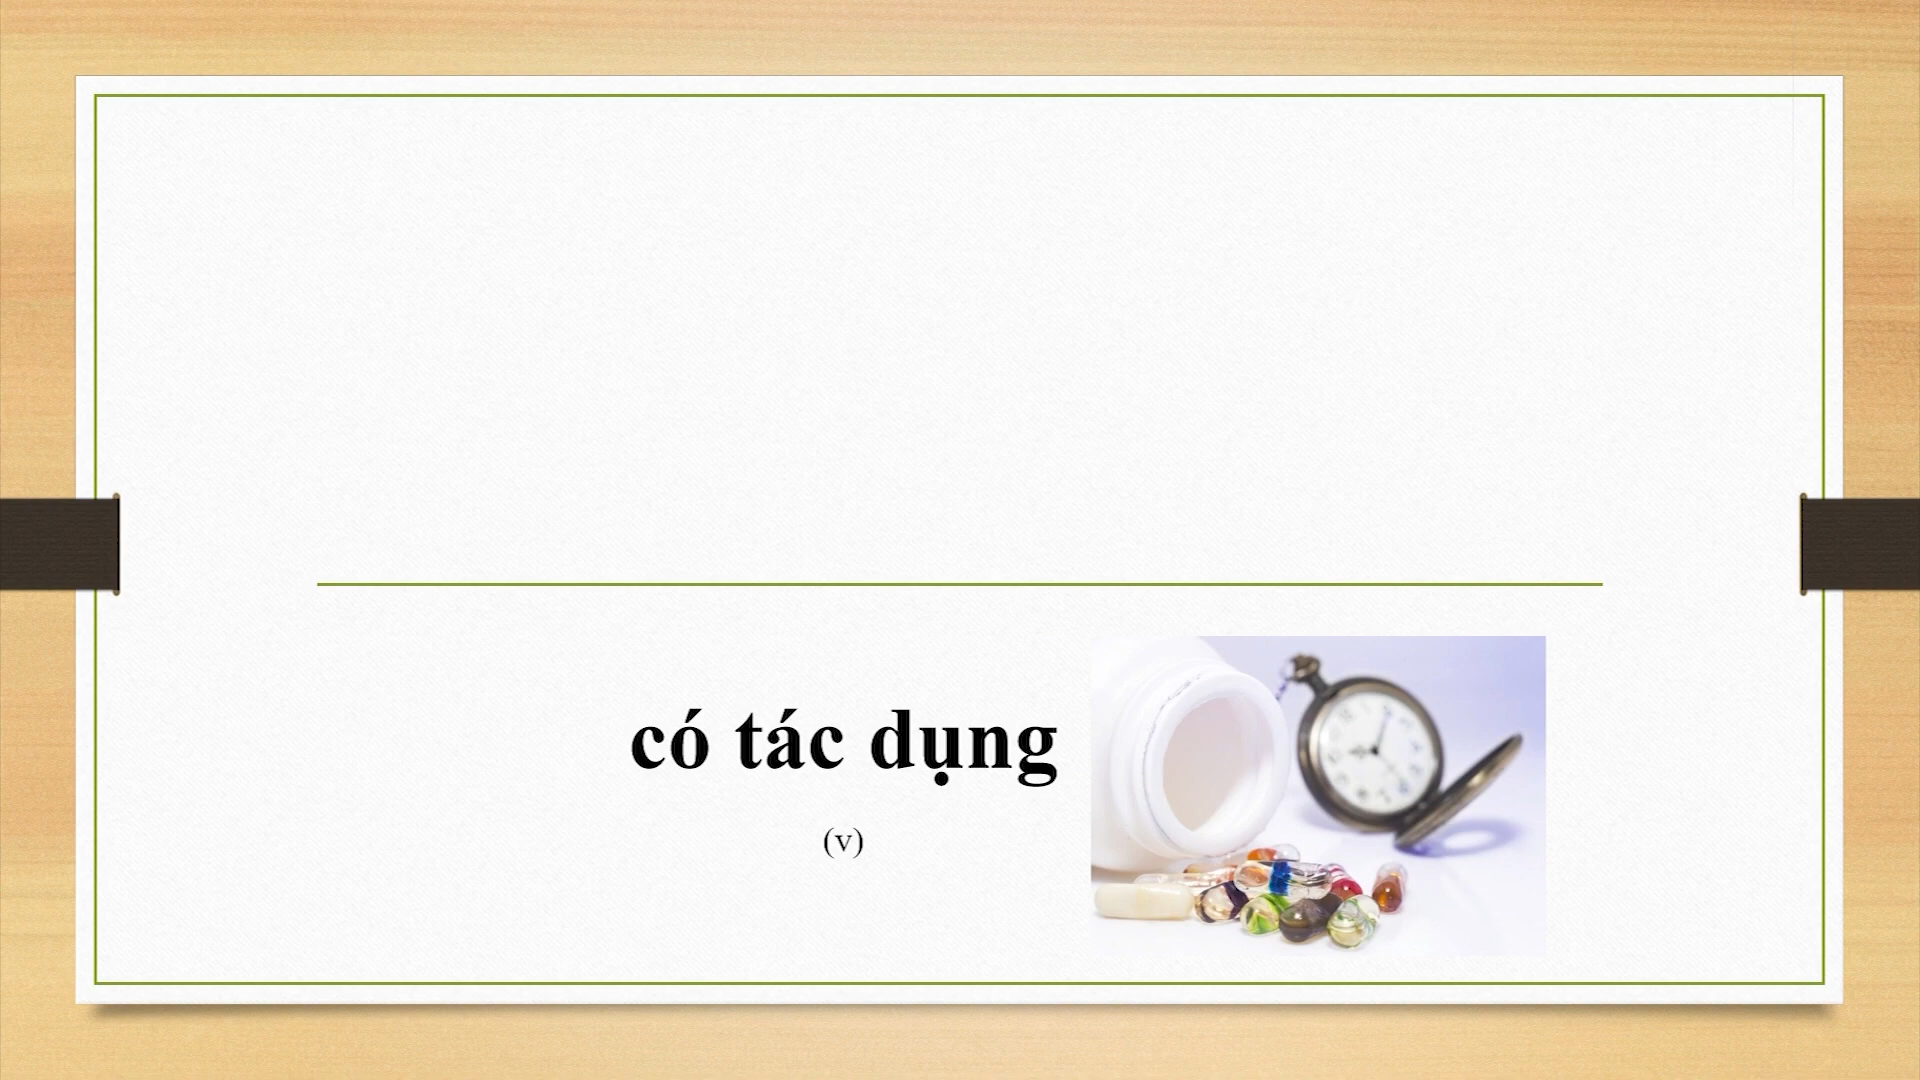 có tác dụng
(v)